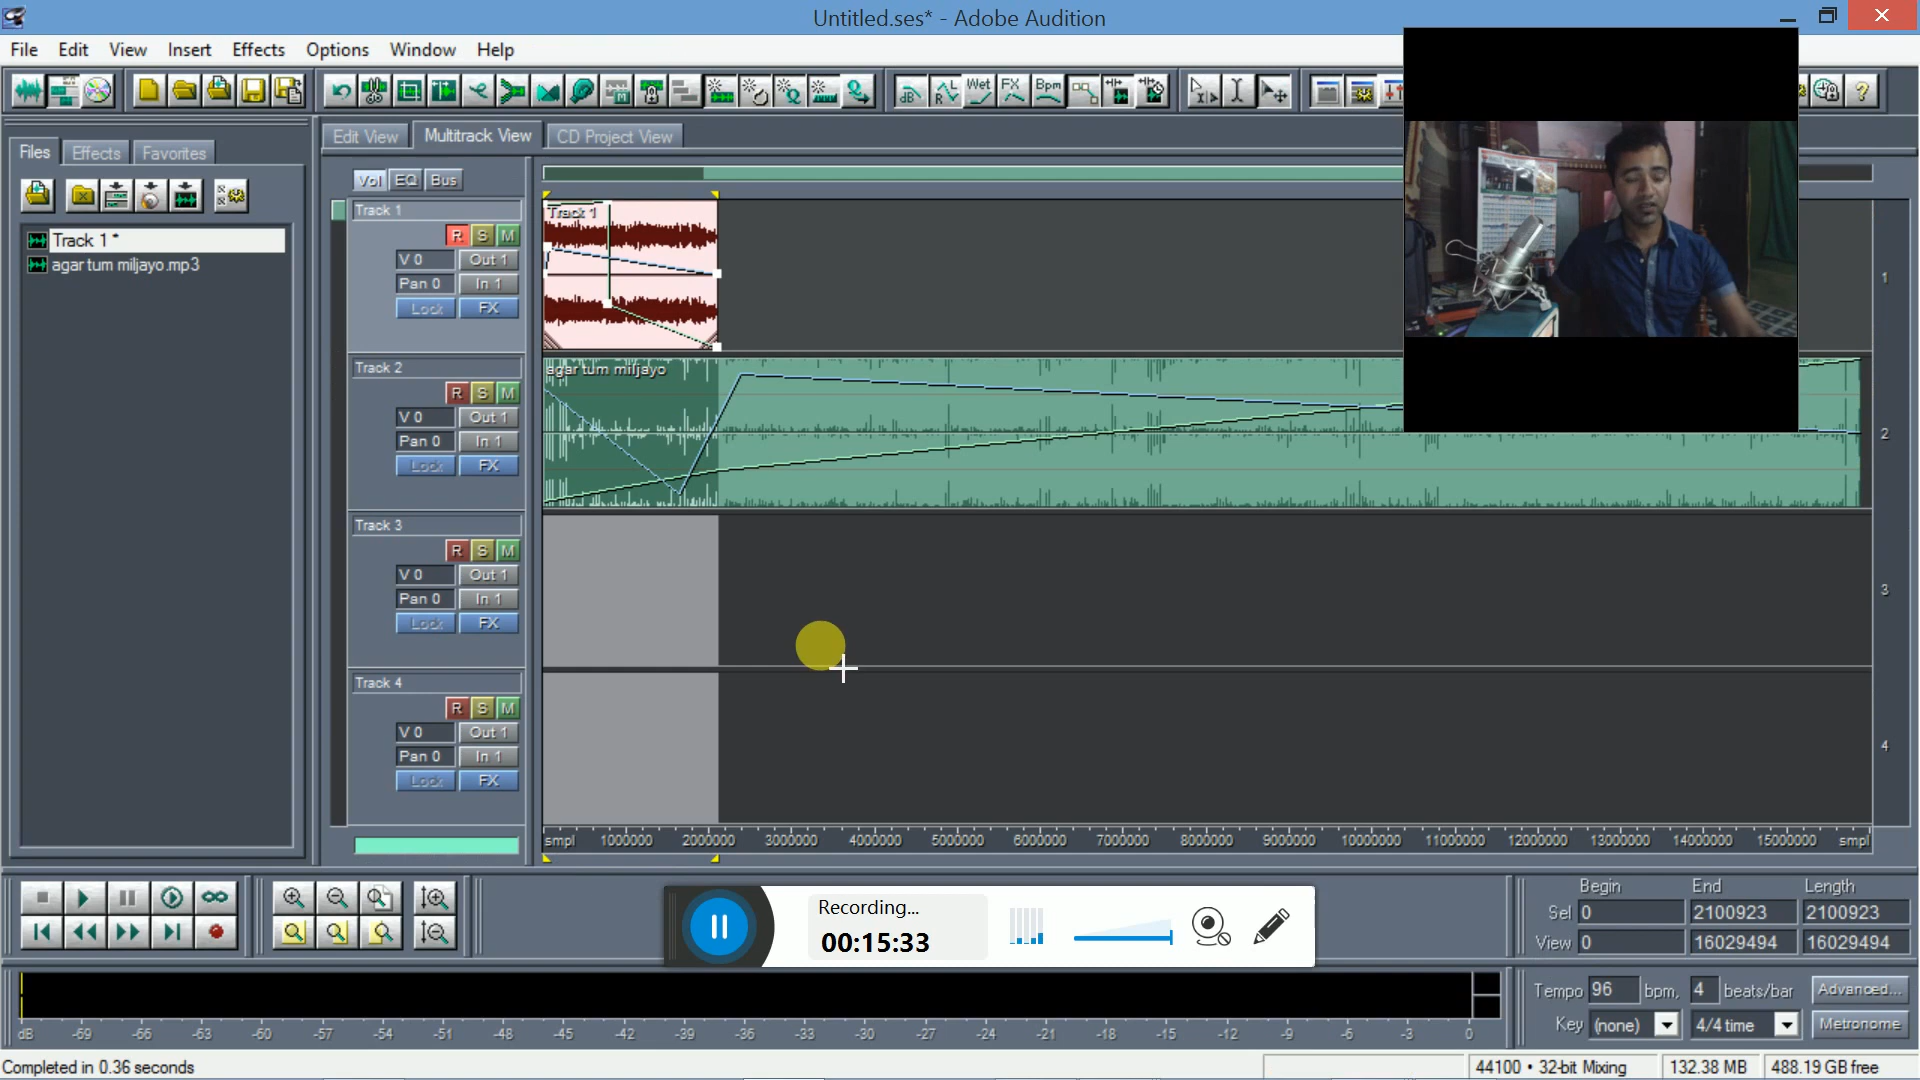 Untitled.ses* - Adobe Audition
File Edit View Insert Effects Options Window Help
Wet FX Bpm
Files Effects Favorites
Edit View Multitrack View CD Project View
Track 1*
agar tum miljayo.mp3
Vol EQ Bus
Track 1
R S M
V 0 Out 1
Pan 0 In 1
Lock FX
Track 1
1
Track 2
R S M
V 0 Out 1
Pan 0 In 1
Lock FX
agar tum miljayo
2
Track 3
R S M
V 0 Out 1
Pan 0 In 1
Lock FX
3
Track 4
R S M
V 0 Out 1
Pan 0 In 1
Lock FX
4
smpl 1000000 2000000 3000000 4000000 5000000 6000000 7000000 8000000 9000000 10000000 11000000 12000000 13000000 14000000 15000000 smpl
Recording...
00:15:33
Begin End Length
Sel 0 2100923 2100923
View 0 16029494 16029494
dB -69 -66 -63 -60 -57 -54 -51 -48 -45 -42 -39 -36 -33 -30 -27 -24 -21 -18 -15 -12 -9 -6 -3 0
Tempo 96 bpm, 4 beats/bar Advanced...
Key (none) 4/4 time Metronome
Completed in 0.36 seconds
44100 • 32-bit Mixing 132.38 MB 488.19 GB free